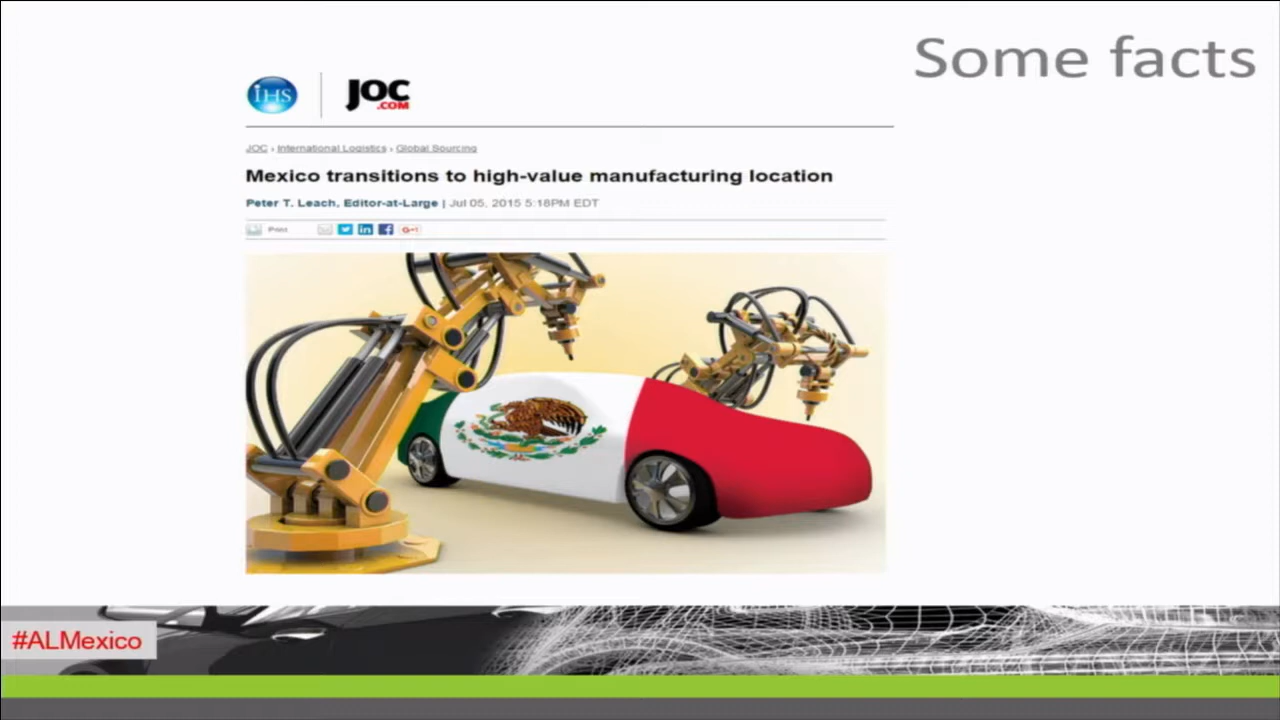 Some facts
IHS
JOC
.COM
JOC › International Logistics › Global Sourcing
Mexico transitions to high-value manufacturing location
Peter T. Leach, Editor-at-Large | Jul 05, 2015 5:18PM EDT
Print
G+1
#ALMexico